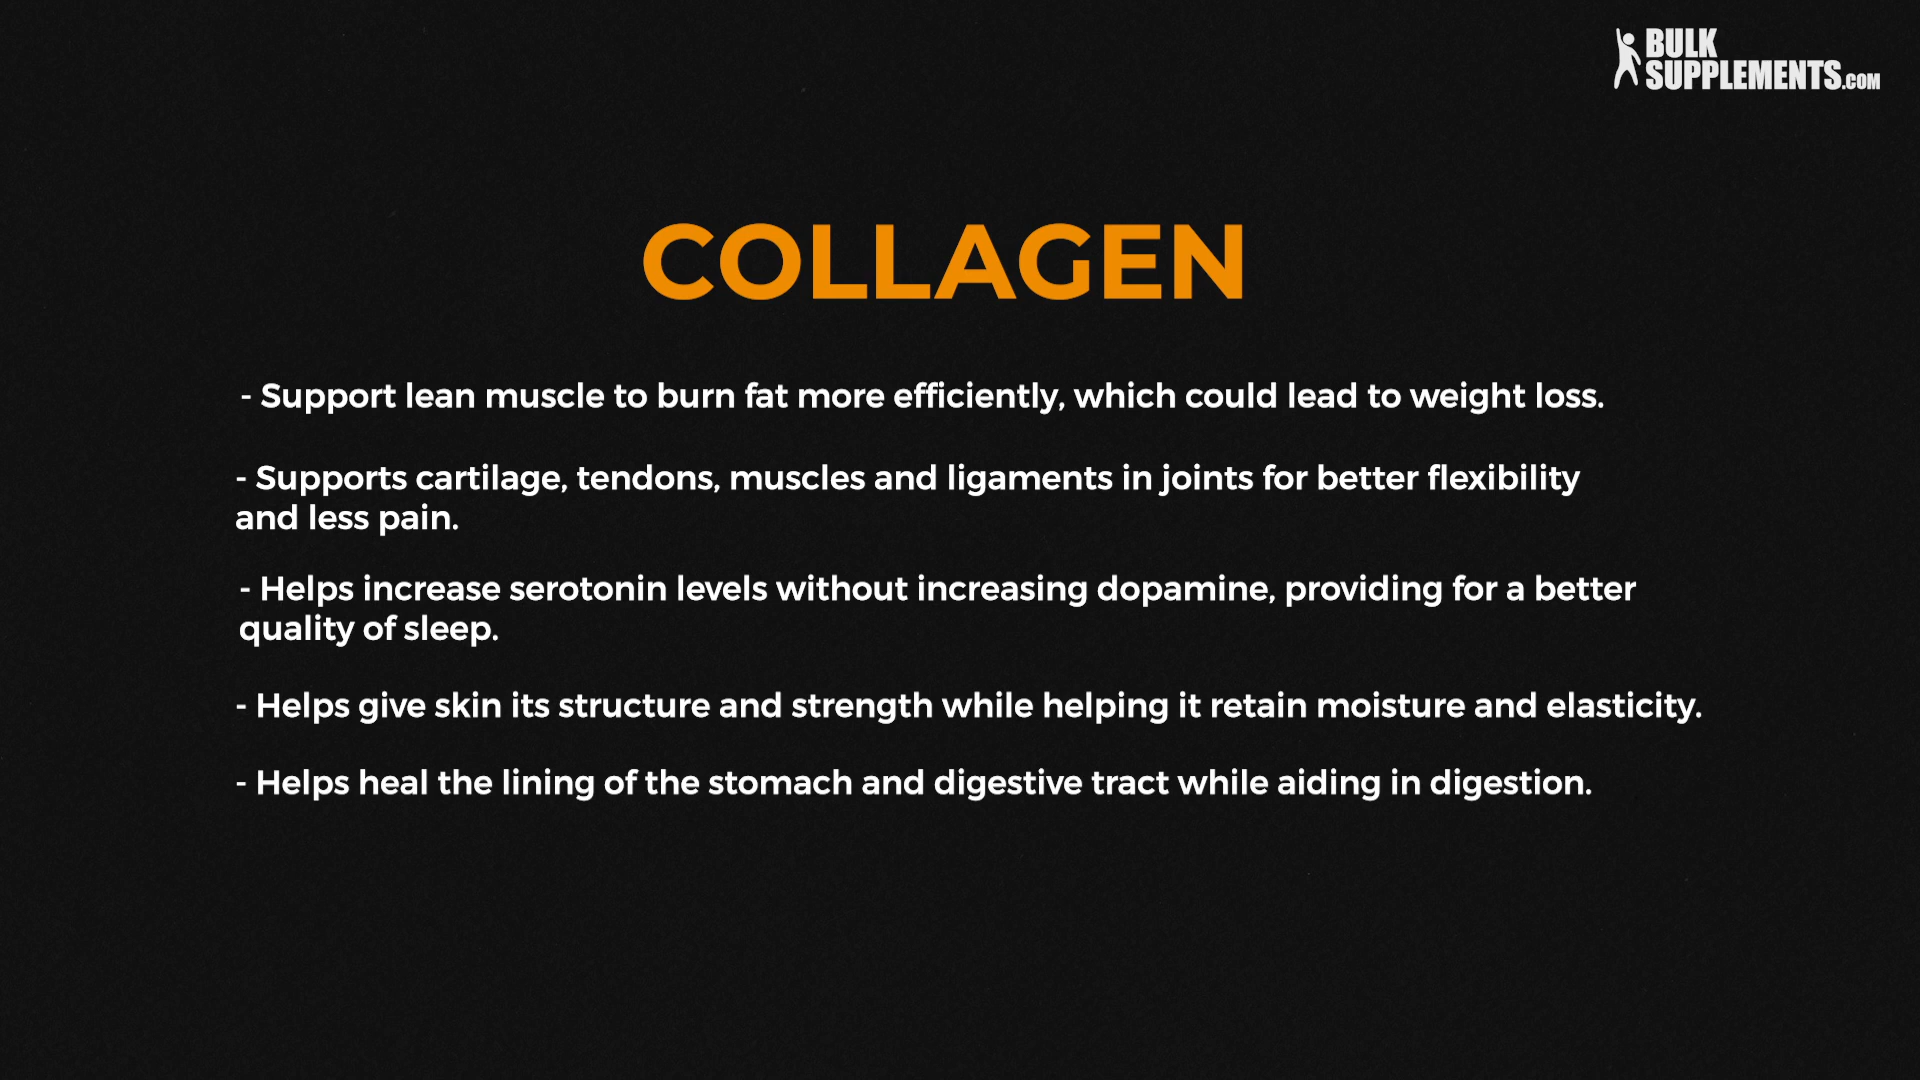 BULK
SUPPLEMENTS.COM
COLLAGEN
- Support lean muscle to burn fat more efficiently, which could lead to weight loss.
- Supports cartilage, tendons, muscles and ligaments in joints for better flexibility
and less pain.
- Helps increase serotonin levels without increasing dopamine, providing for a better
quality of sleep.
- Helps give skin its structure and strength while helping it retain moisture and elasticity.
- Helps heal the lining of the stomach and digestive tract while aiding in digestion.